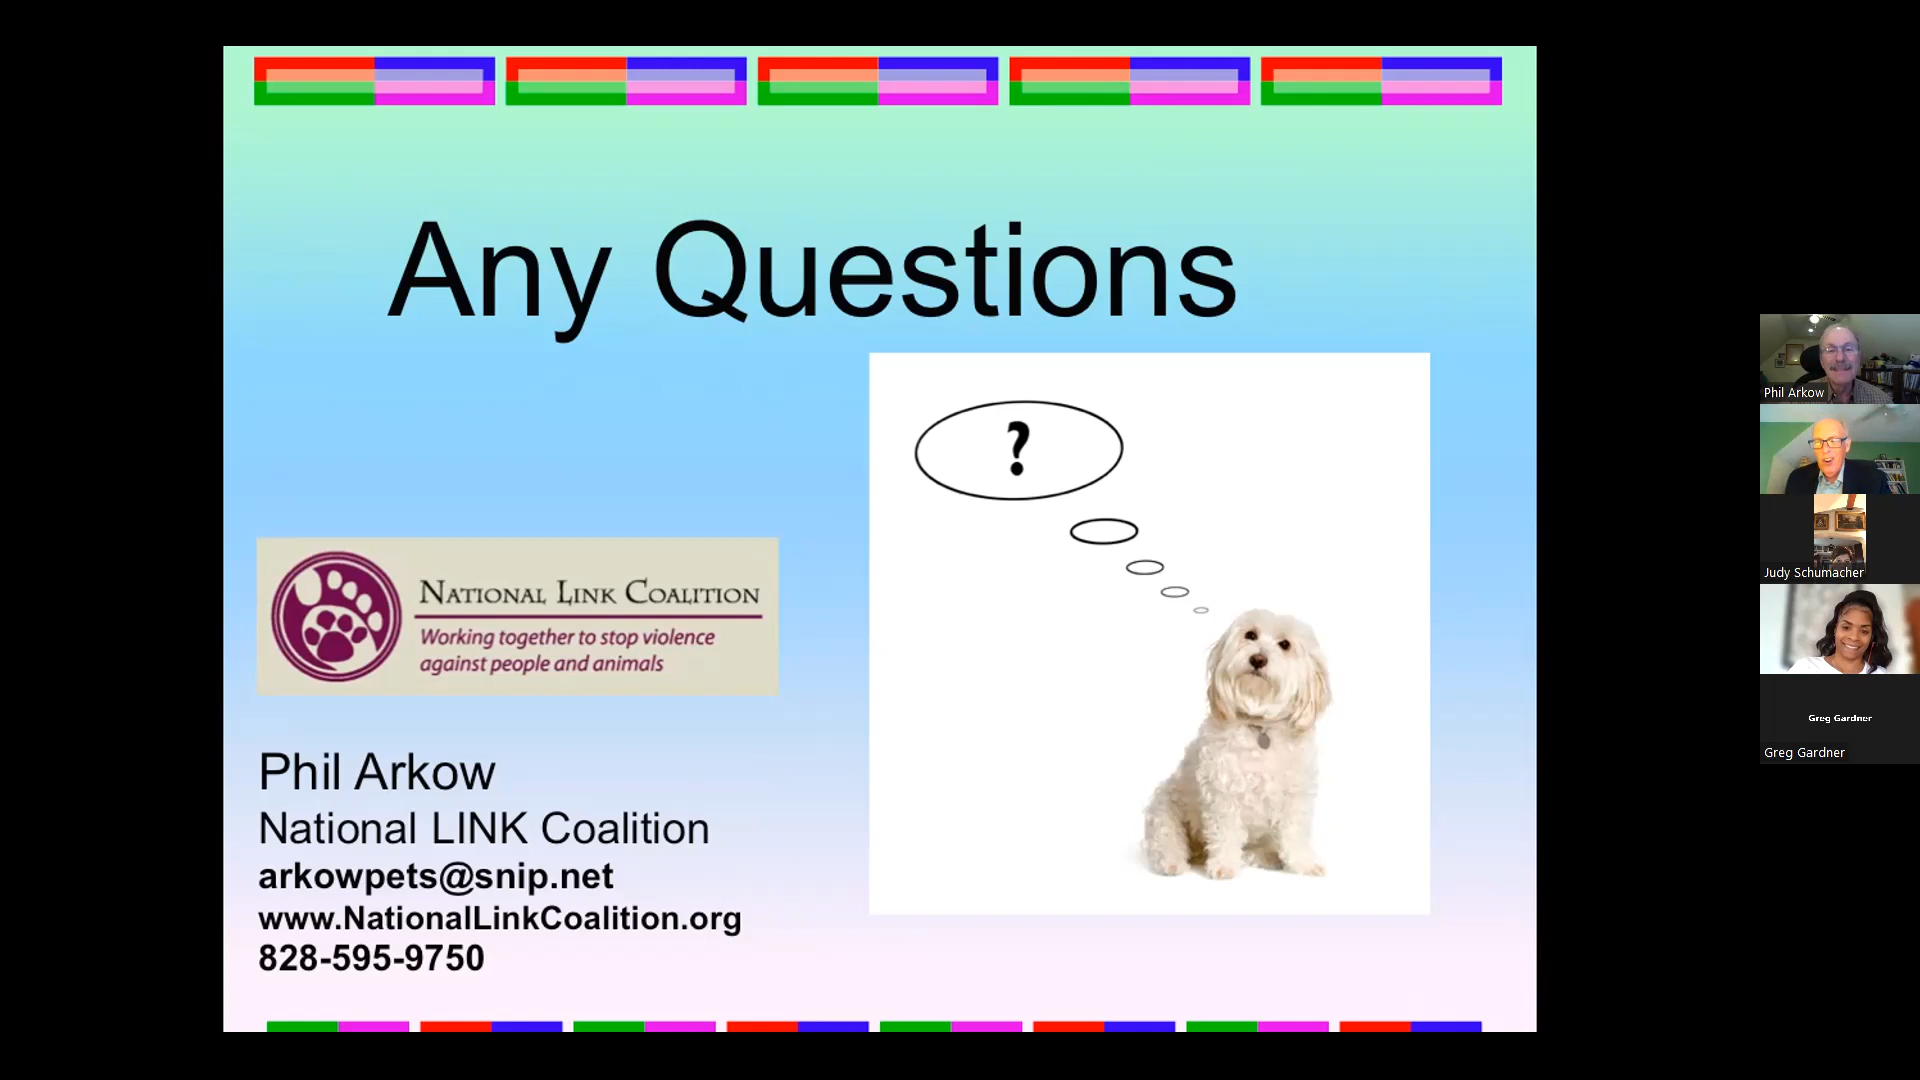 Any Questions
?
NATIONAL LINK COALITION
Working together to stop violence
against people and animals
Phil Arkow
National LINK Coalition
arkowpets@snip.net
www.NationalLinkCoalition.org
828-595-9750
Phil Arkow
Judy Schumacher
Greg Gardner
Greg Gardner